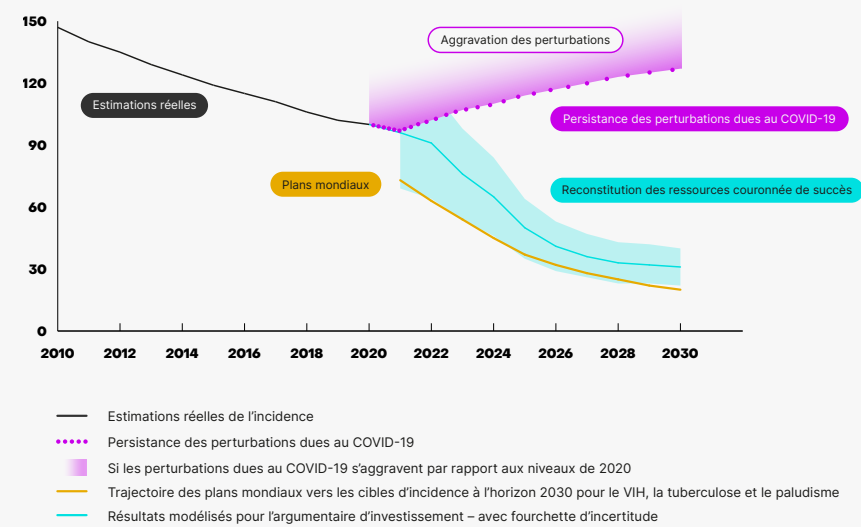 150
Aggravation des perturbations
120
Estimations réelles
Persistance des perturbations dues au COVID-19
90
Plans mondiaux
Reconstitution des ressources couronnée de succès
60
30
0
2010 2012 2014 2016 2018 2020 2022 2024 2026 2028 2030
Estimations réelles de l’incidence
Persistance des perturbations dues au COVID-19
Si les perturbations dues au COVID-19 s’aggravent par rapport aux niveaux de 2020
Trajectoire des plans mondiaux vers les cibles d’incidence à l’horizon 2030 pour le VIH, la tuberculose et le paludisme
Résultats modélisés pour l’argumentaire d’investissement – avec fourchette d’incertitude